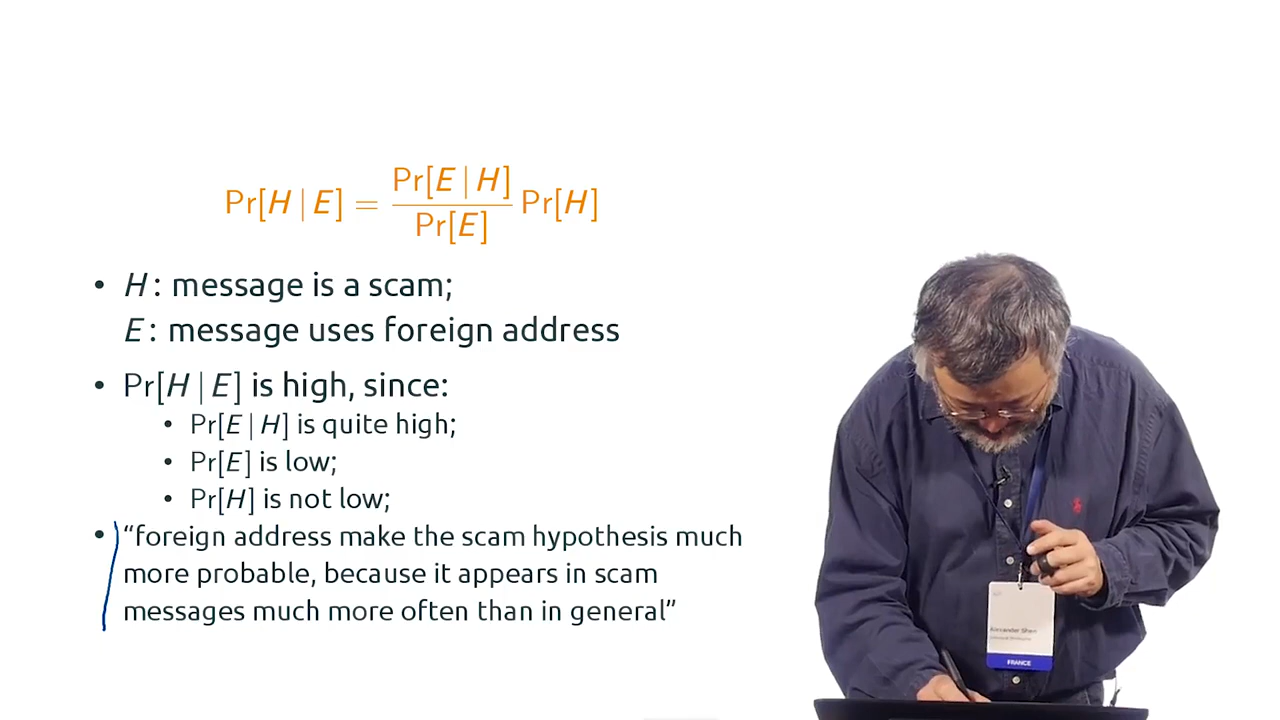 Pr[H | E] = Pr[E | H] / Pr[E] Pr[H]
• H : message is a scam;
E : message uses foreign address
• Pr[H | E] is high, since:
• Pr[E | H] is quite high;
• Pr[E] is low;
• Pr[H] is not low;
• “foreign address make the scam hypothesis much
more probable, because it appears in scam
messages much more often than in general”
Alexander Shen
FRANCE